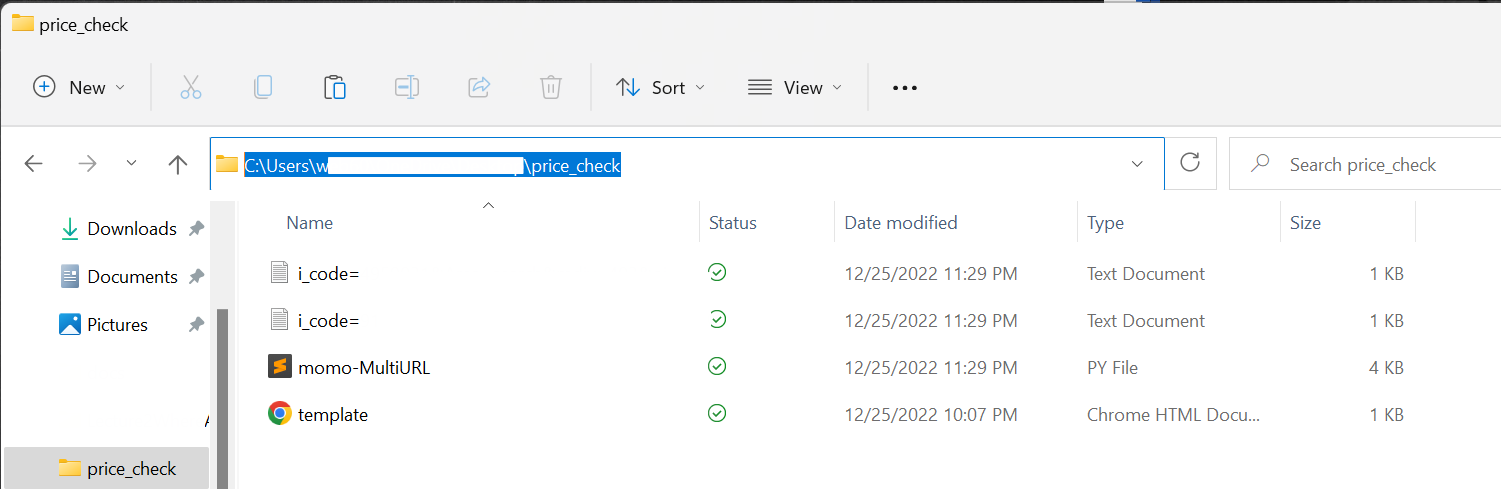 price_check
New Sort View
C:\Users\w \price_check Search price_check
Name Status Date modified Type Size
Downloads
i_code= 12/25/2022 11:29 PM Text Document 1 KB
Documents
i_code= 12/25/2022 11:29 PM Text Document 1 KB
Pictures
momo-MultiURL 12/25/2022 11:29 PM PY File 4 KB
template 12/25/2022 10:07 PM Chrome HTML Docu... 1 KB
price_check